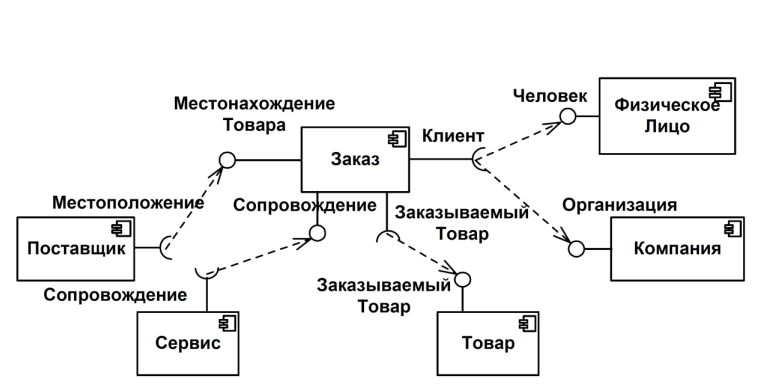 Человек
Физическое
Лицо
Местонахождение
Товара
Клиент
Заказ
Местоположение
Сопровождение
Заказываемый
Товар
Организация
Поставщик
Компания
Сопровождение
Заказываемый
Товар
Сервис
Товар